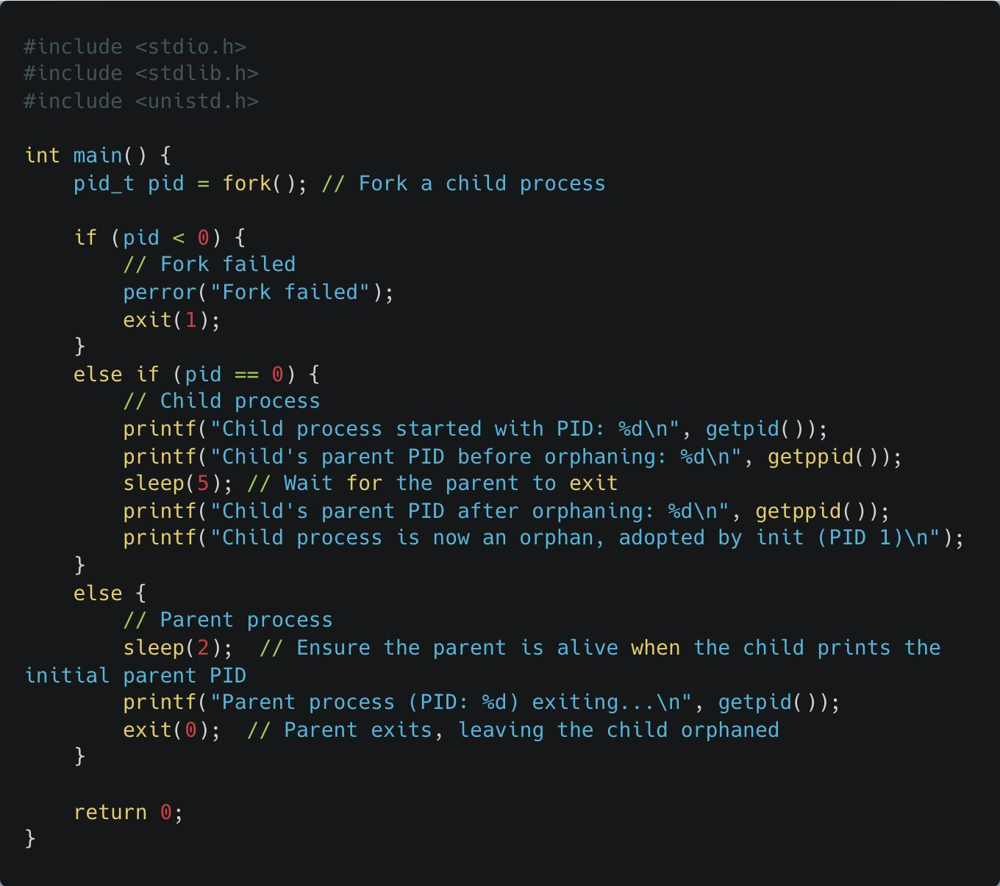 #include <stdio.h>
#include <stdlib.h>
#include <unistd.h>

int main() {
    pid_t pid = fork(); // Fork a child process

    if (pid < 0) {
        // Fork failed
        perror("Fork failed");
        exit(1);
    }
    else if (pid == 0) {
        // Child process
        printf("Child process started with PID: %d\n", getpid());
        printf("Child's parent PID before orphaning: %d\n", getppid());
        sleep(5); // Wait for the parent to exit
        printf("Child's parent PID after orphaning: %d\n", getppid());
        printf("Child process is now an orphan, adopted by init (PID 1)\n");
    }
    else {
        // Parent process
        sleep(2);  // Ensure the parent is alive when the child prints the
initial parent PID
        printf("Parent process (PID: %d) exiting...\n", getpid());
        exit(0);  // Parent exits, leaving the child orphaned
    }

    return 0;
}